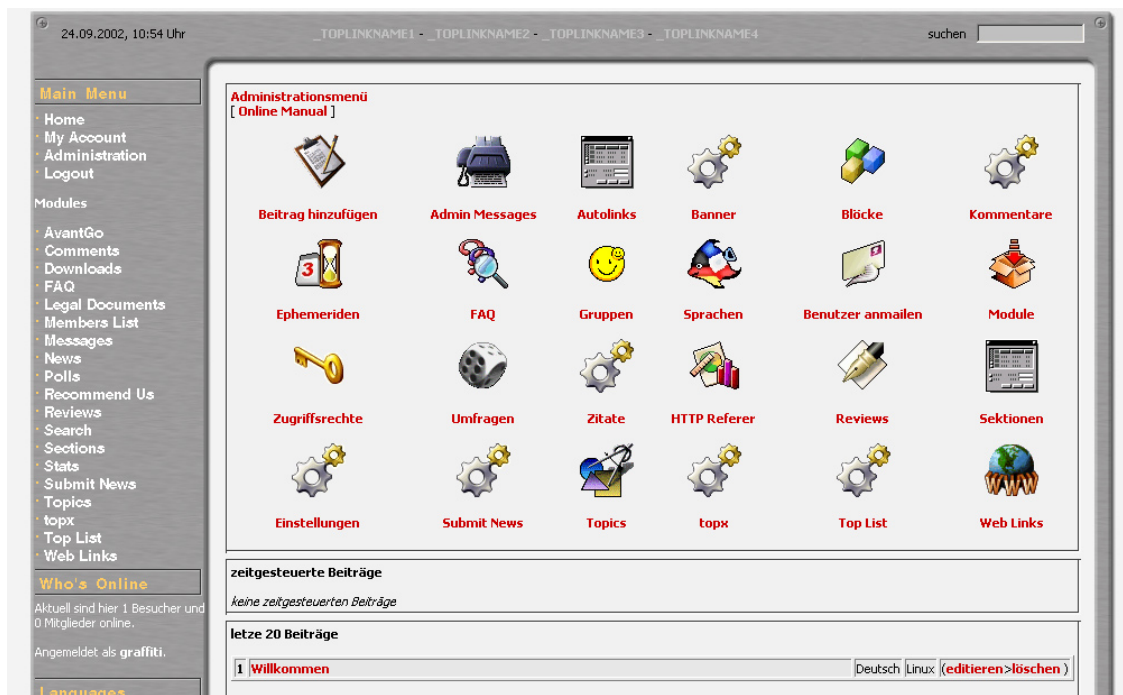 24.09.2002, 10:54 Uhr
_TOPLINKNAME1 - _TOPLINKNAME2 - _TOPLINKNAME3 - _TOPLINKNAME4
suchen
Main Menu
· Home
· My Account
· Administration
· Logout
Modules
· AvantGo
· Comments
· Downloads
· FAQ
· Legal Documents
· Members List
· Messages
· News
· Polls
· Recommend Us
· Reviews
· Search
· Sections
· Stats
· Submit News
· Topics
· topx
· Top List
· Web Links
Who's Online
Aktuell sind hier 1 Besucher und
0 Mitglieder online.
Angemeldet als graffiti.
Languages
Administrationsmenü
[ Online Manual ]
Beitrag hinzufügen Admin Messages Autolinks Banner Blöcke Kommentare
3
Ephemeriden FAQ Gruppen Sprachen Benutzer anmailen Module
Zugriffsrechte Umfragen Zitate HTTP Referer Reviews Sektionen
WWW
Einstellungen Submit News Topics topx Top List Web Links
zeitgesteuerte Beiträge
keine zeitgesteuerten Beiträge
letze 20 Beiträge
1 Willkommen Deutsch Linux (editieren>löschen )